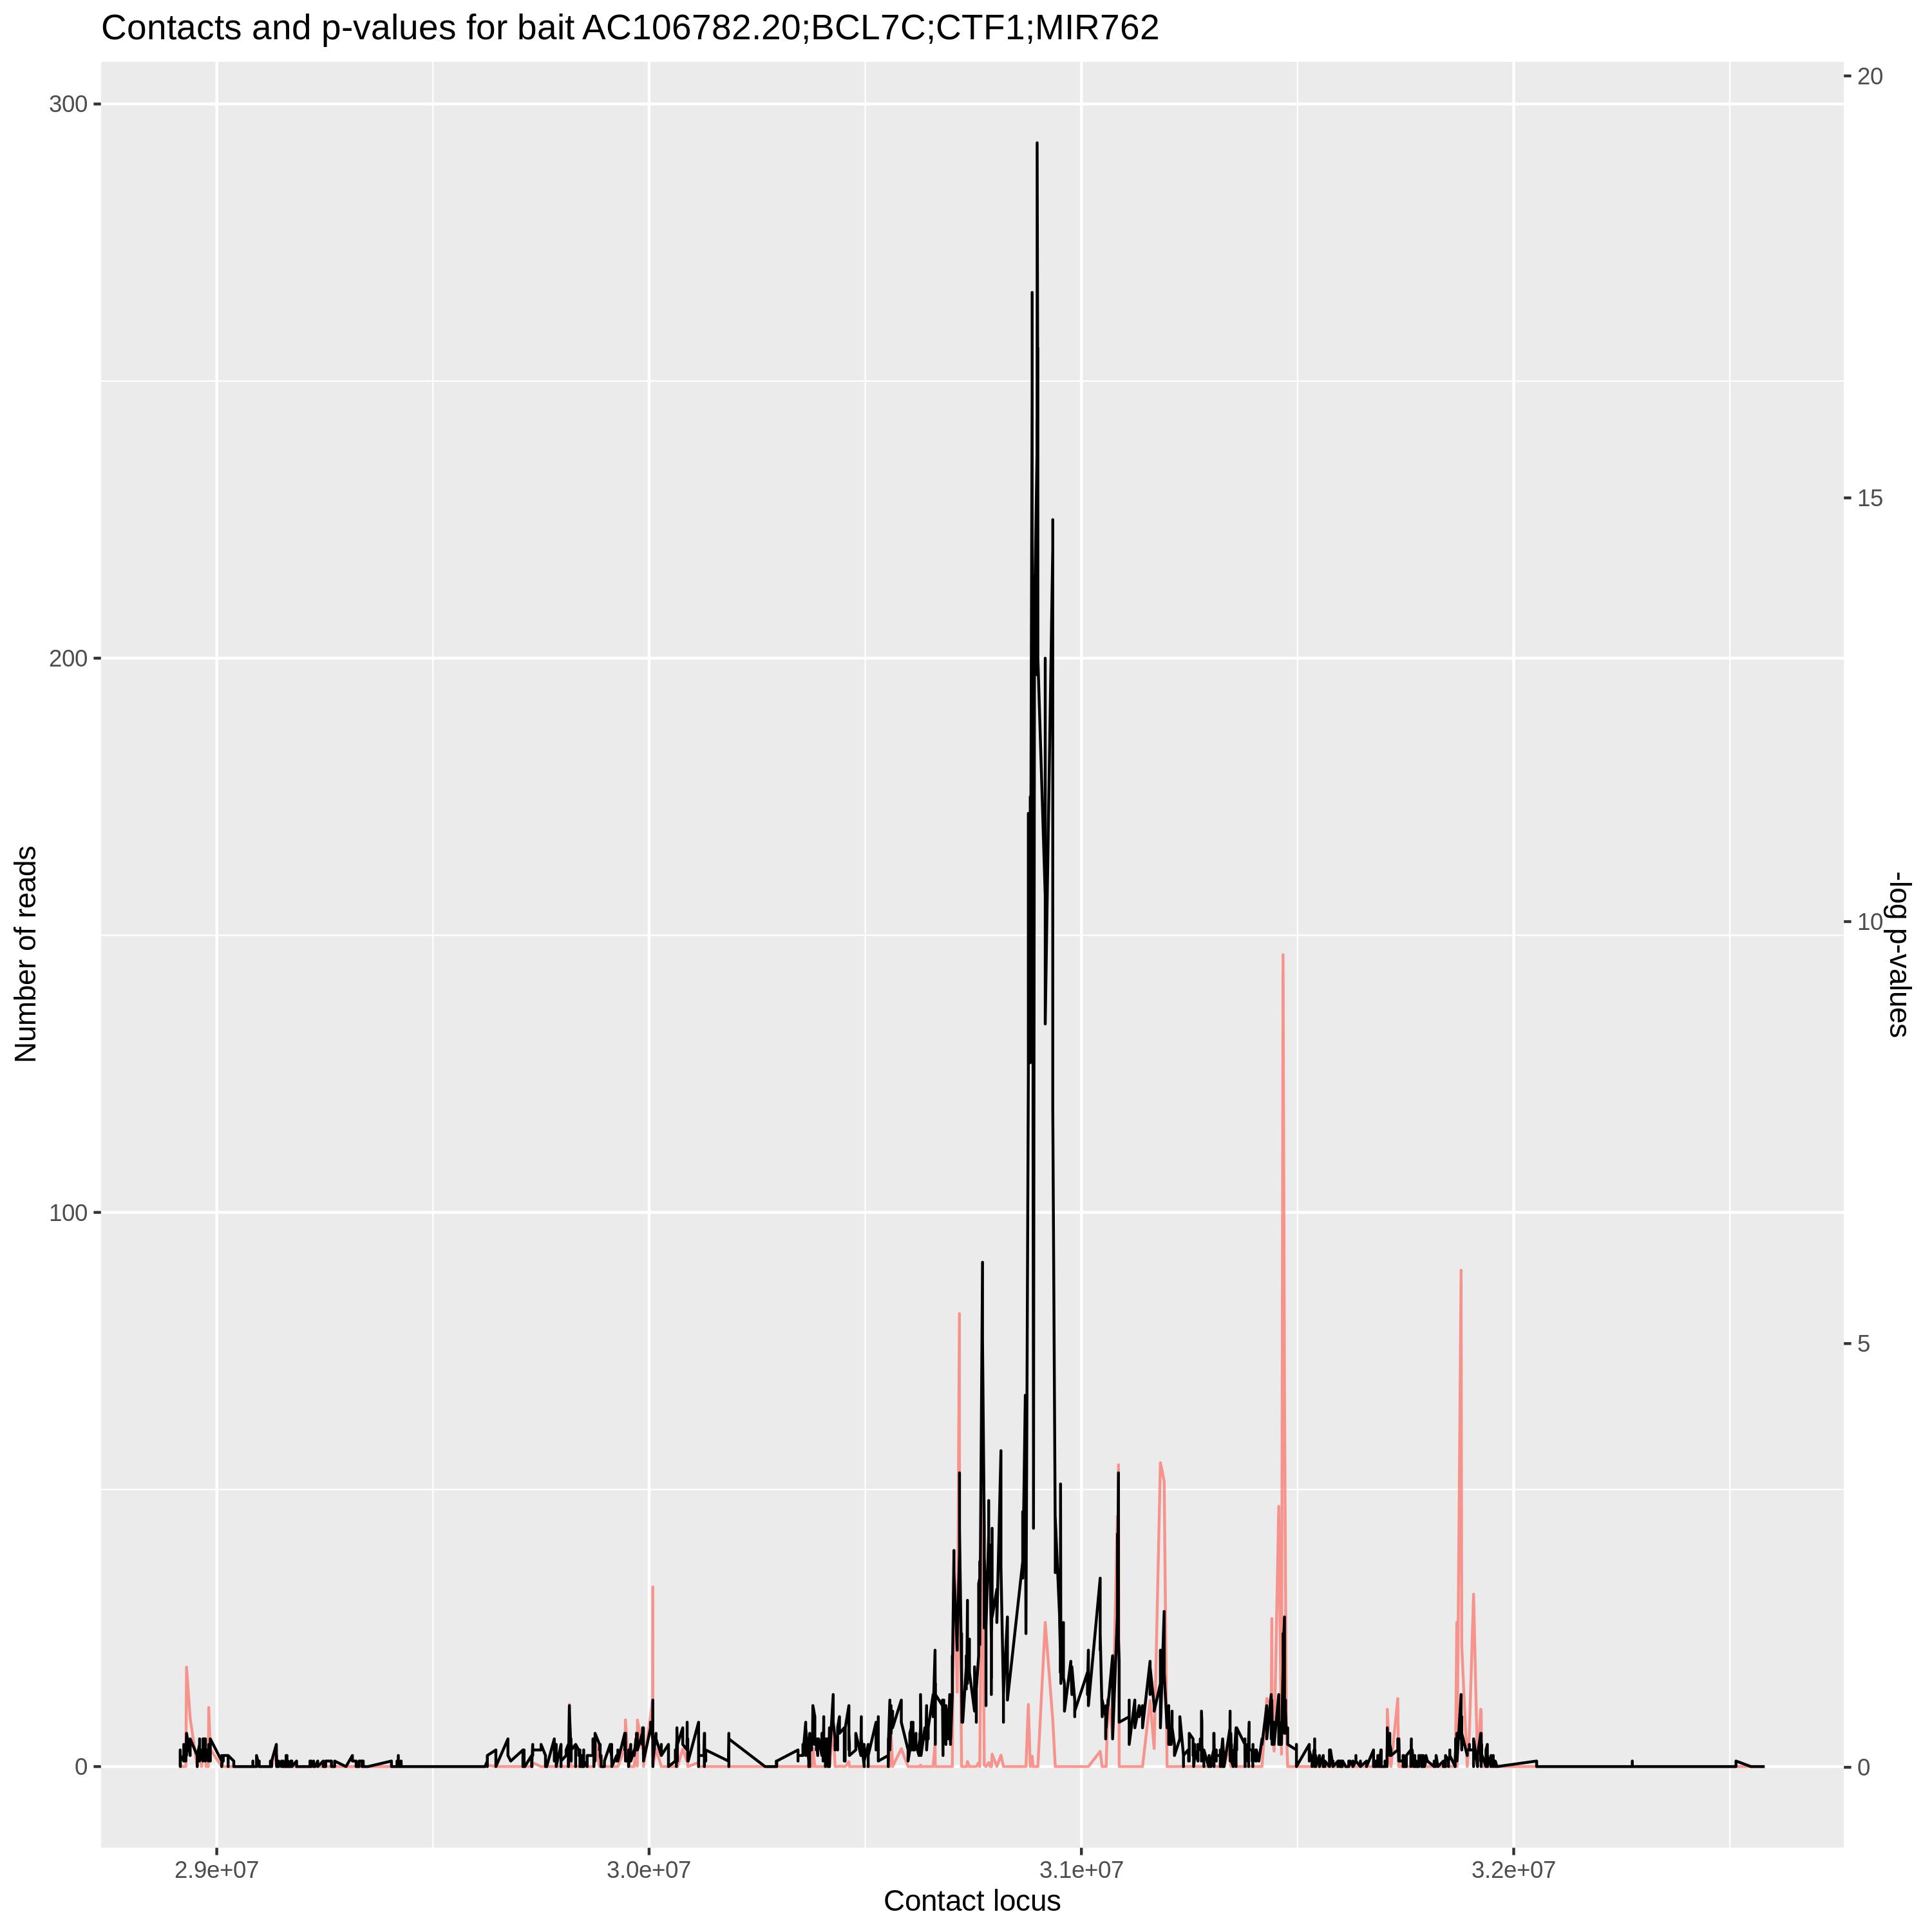 Contacts and p-values for bait AC106782.20;BCL7C;CTF1;MIR762
300
200
100
0
Number of reads
20
15
10
5
0
-log p-values
2.9e+07
3.0e+07
3.1e+07
3.2e+07
Contact locus